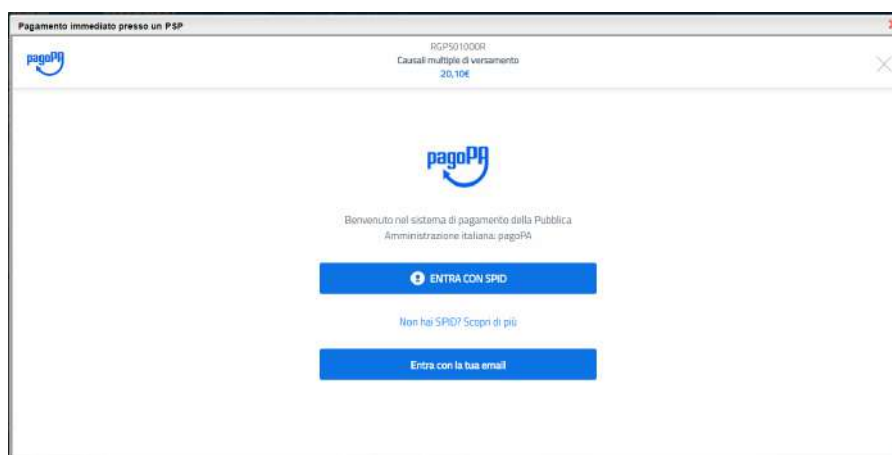 Pagamento immediato presso un PSP
pagoPA
RGPS01000R
Causali multiple di versamento
20,10€
pagoPA
Benvenuto nel sistema di pagamento della Pubblica
Amministrazione italiana: pagoPA
ENTRA CON SPID
Non hai SPID? Scopri di più
Entra con la tua email